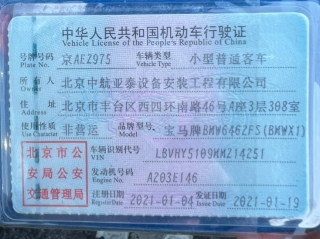 中华人民共和国机动车行驶证
Vehicle License of the People's Republic of China
号牌号码 京AEZ975 车辆类型 小型普通客车
Plate No. Vehicle Type
所有人 北京中航亚泰设备安装工程有限公司
Owner
住址 北京市丰台区西四环南路46号A座3层308室
Address
使用性质 非营运 品牌型号 宝马牌BMW6462FS(BMWX1)
Use Character Model
北京市公安局公安交通管理局
车辆识别代号 LBVHY5109MMZ14251
VIN
发动机号码 A203E146
Engine No.
注册日期 2021-01-04 发证日期 2021-01-19
Register Date Issue Date